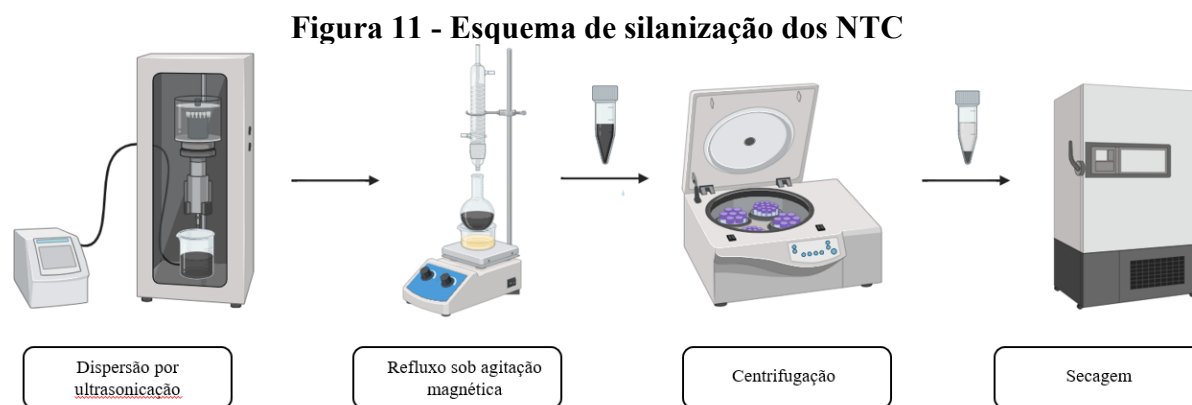 Figura 11 - Esquema de silanização dos NTC
Dispersão por
ultrasonicação
Refluxo sob agitação
magnética
Centrifugação
Secagem